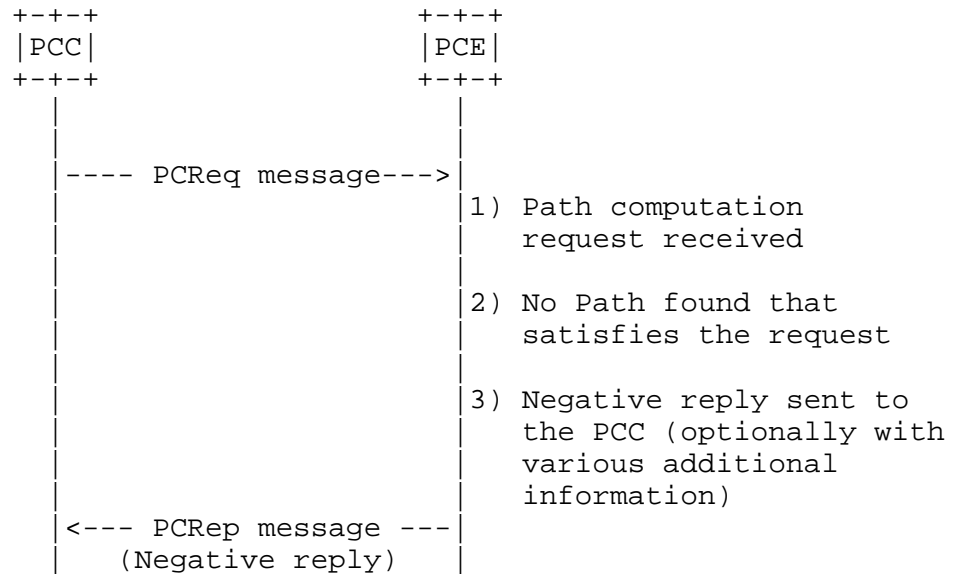 +-+-+                     +-+-+
|PCC|                     |PCE|
+-+-+                     +-+-+
  |                         |
  |                         |
  |---- PCReq message--->|
  |                         |1) Path computation
  |                         |   request received
  |                         |
  |                         |2) No Path found that
  |                         |   satisfies the request
  |                         |
  |                         |3) Negative reply sent to
  |                         |   the PCC (optionally with
  |                         |   various additional
  |                         |   information)
  |<--- PCRep message ---|
  |   (Negative reply)   |